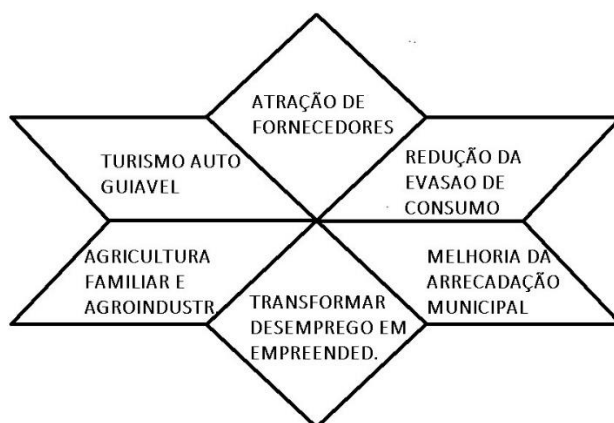 ATRAÇÃO DE
FORNECEDORES
TURISMO AUTO
GUIAVEL
REDUÇÃO DA
EVASAO DE
CONSUMO
AGRICULTURA
FAMILIAR E
AGROINDUSTR.
TRANSFORMAR
DESEMPREGO EM
EMPREENDED.
MELHORIA DA
ARRECADAÇÃO
MUNICIPAL